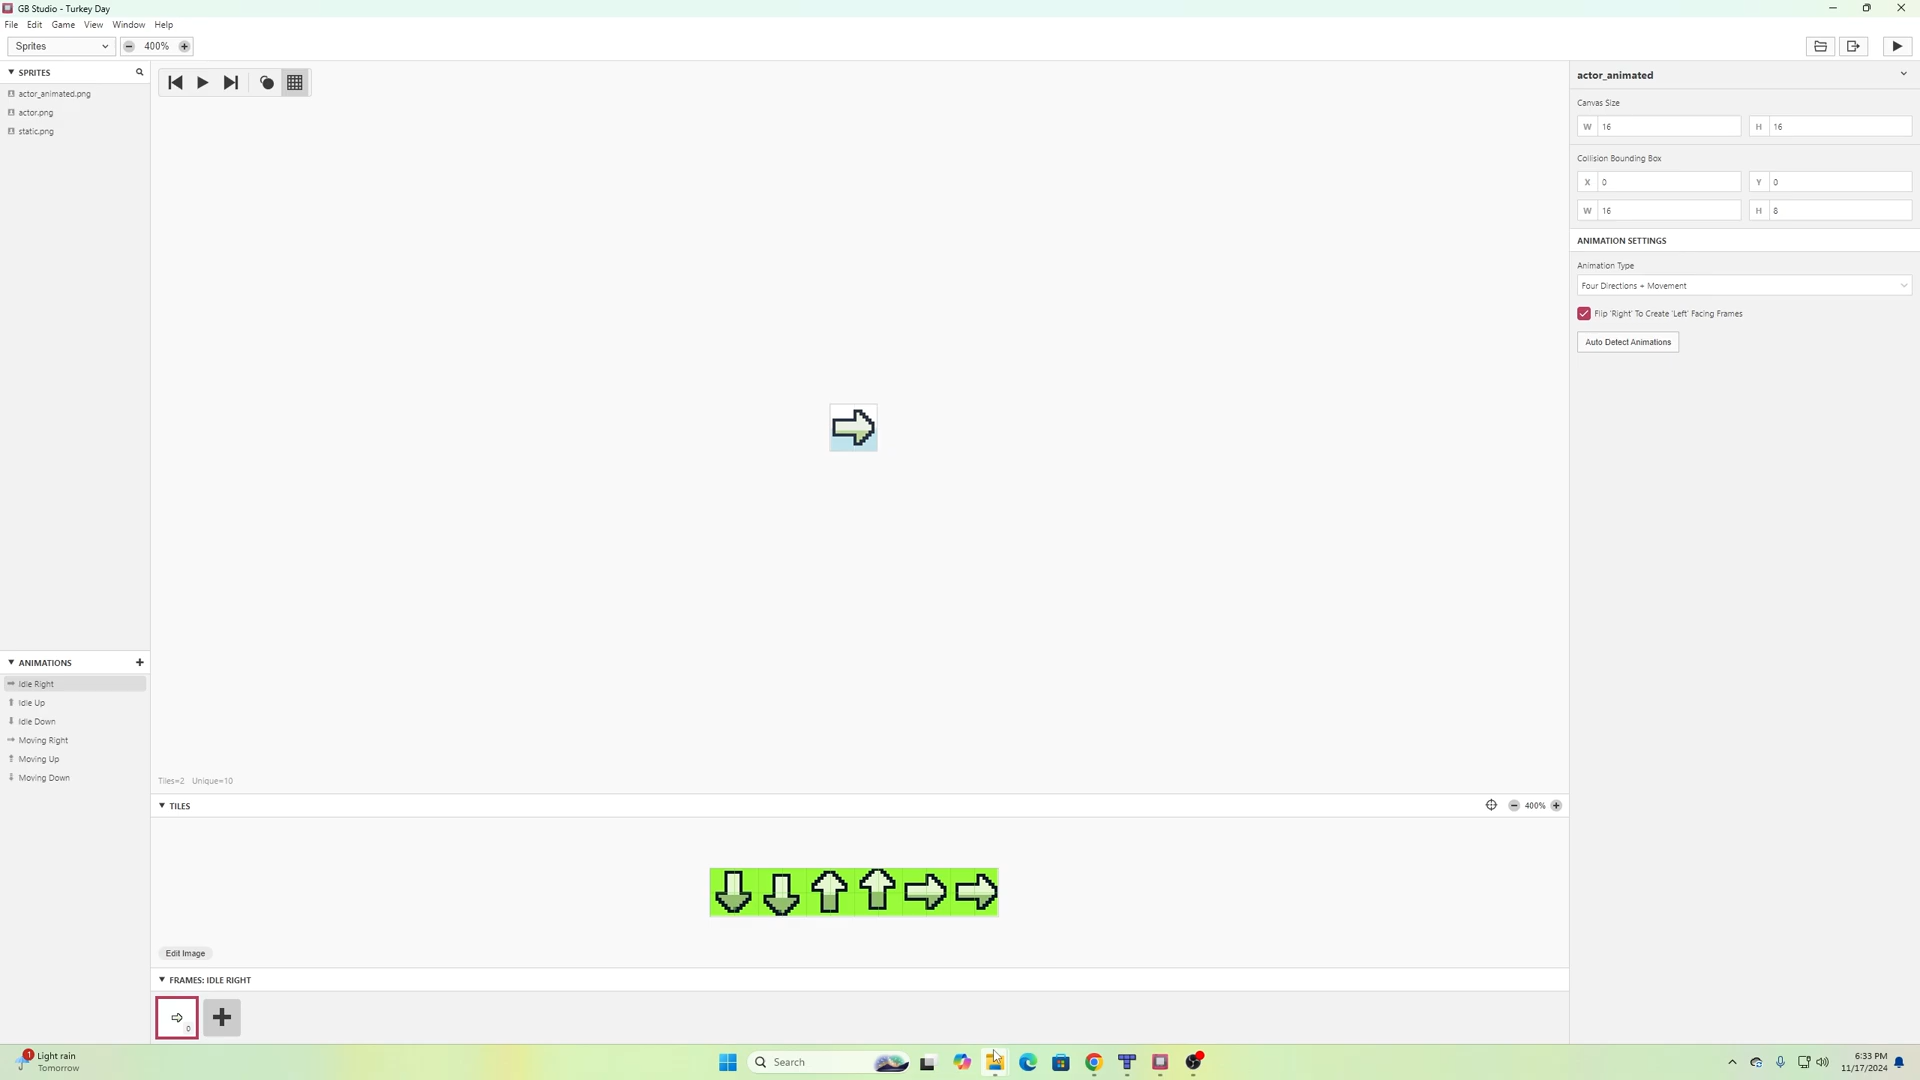 GB Studio - Turkey Day
File Edit Game View Window Help
Sprites 400%
SPRITES
actor_animated.png
actor.png
static.png
actor_animated
Canvas Size
W 16 H 16
Collision Bounding Box
X 0 Y 0
W 16 H 8
ANIMATION SETTINGS
Animation Type
Four Directions + Movement
Flip 'Right' To Create 'Left' Facing Frames
Auto Detect Animations
ANIMATIONS
Idle Right
Idle Up
Idle Down
Moving Right
Moving Up
Moving Down
Tiles=2 Unique=10
TILES 400%
Edit Image
FRAMES: IDLE RIGHT
0
1 Light rain
Tomorrow
Search
6:33 PM
11/17/2024